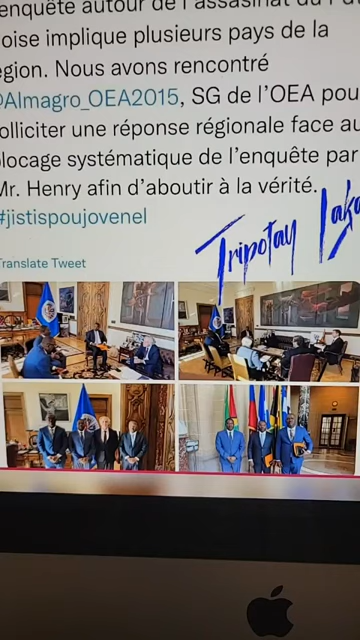 enquête autour de l'assassinat du P
oise implique plusieurs pays de la
égion. Nous avons rencontré
@Almagro_OEA2015, SG de l'OEA pou
olliciter une réponse régionale face au
locage systématique de l'enquête par
Mr. Henry afin d'aboutir à la vérité.
#jistispoujovenel
Tripotay Laka
Translate Tweet